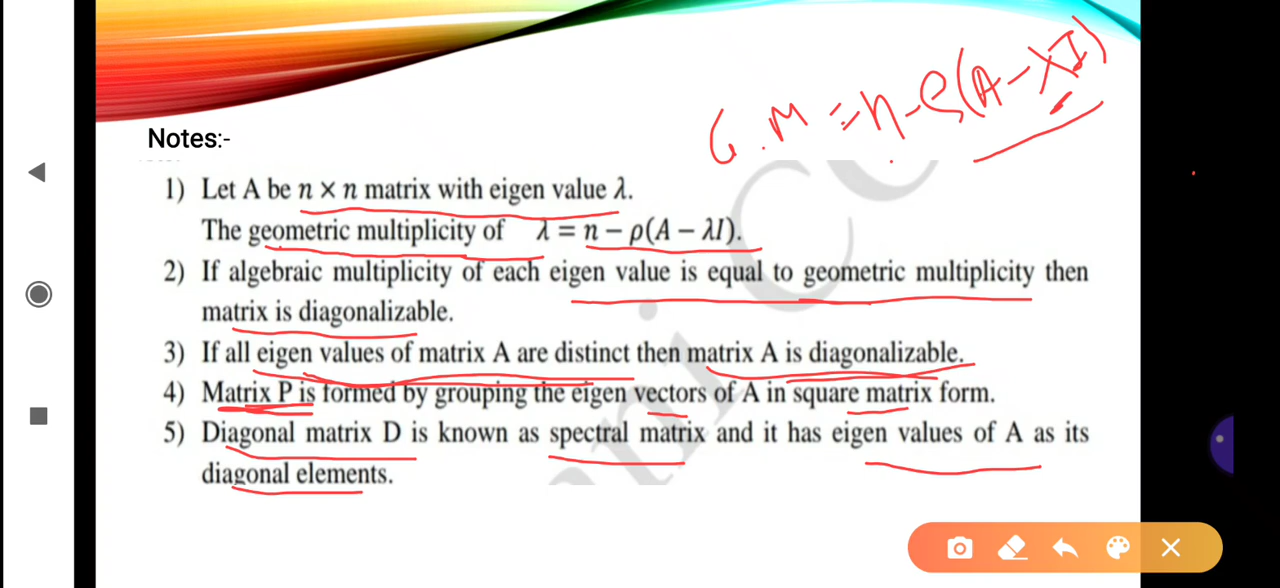 G.M = n-ρ(A-λI)
Notes:-
1) Let A be n × n matrix with eigen value λ.
The geometric multiplicity of λ = n − ρ(A − λI).
2) If algebraic multiplicity of each eigen value is equal to geometric multiplicity then
matrix is diagonalizable.
3) If all eigen values of matrix A are distinct then matrix A is diagonalizable.
4) Matrix P is formed by grouping the eigen vectors of A in square matrix form.
5) Diagonal matrix D is known as spectral matrix and it has eigen values of A as its
diagonal elements.